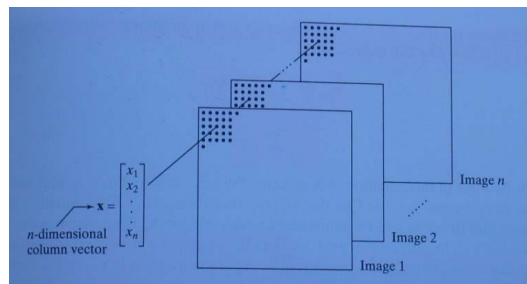 x₁
x₂
.
.
.
xₙ
x =
n-dimensional
column vector
Image n
......
Image 2
Image 1